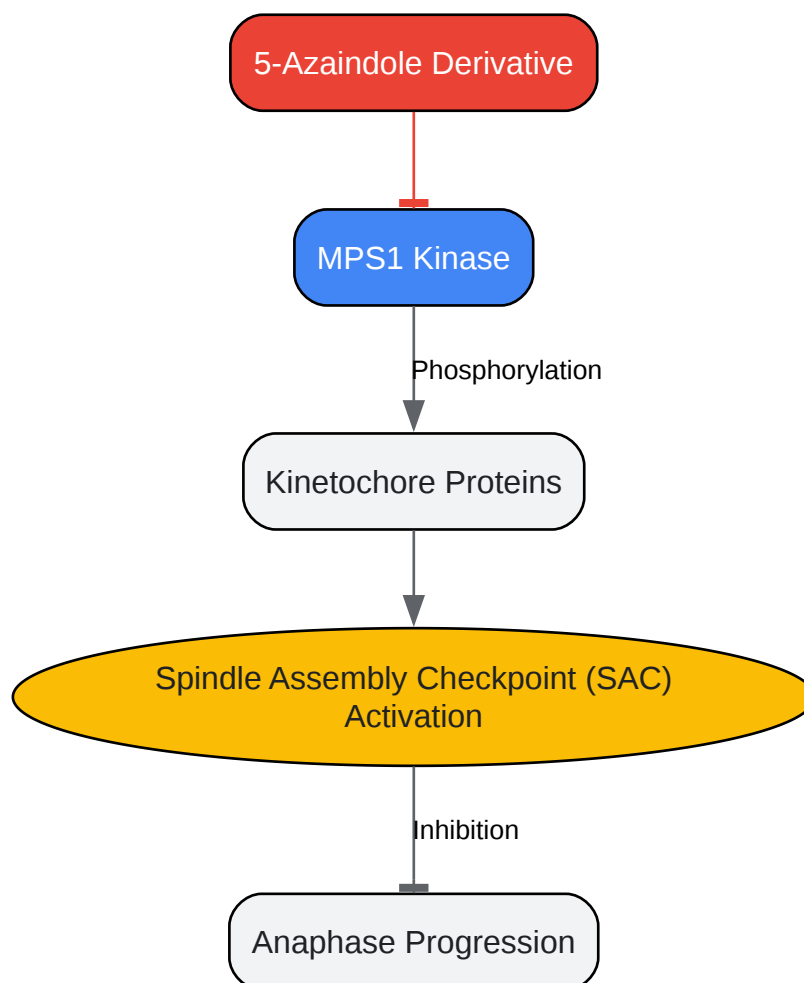 5-Azaindole Derivative
MPS1 Kinase
Phosphorylation
Kinetochore Proteins
Spindle Assembly Checkpoint (SAC)
Activation
Inhibition
Anaphase Progression